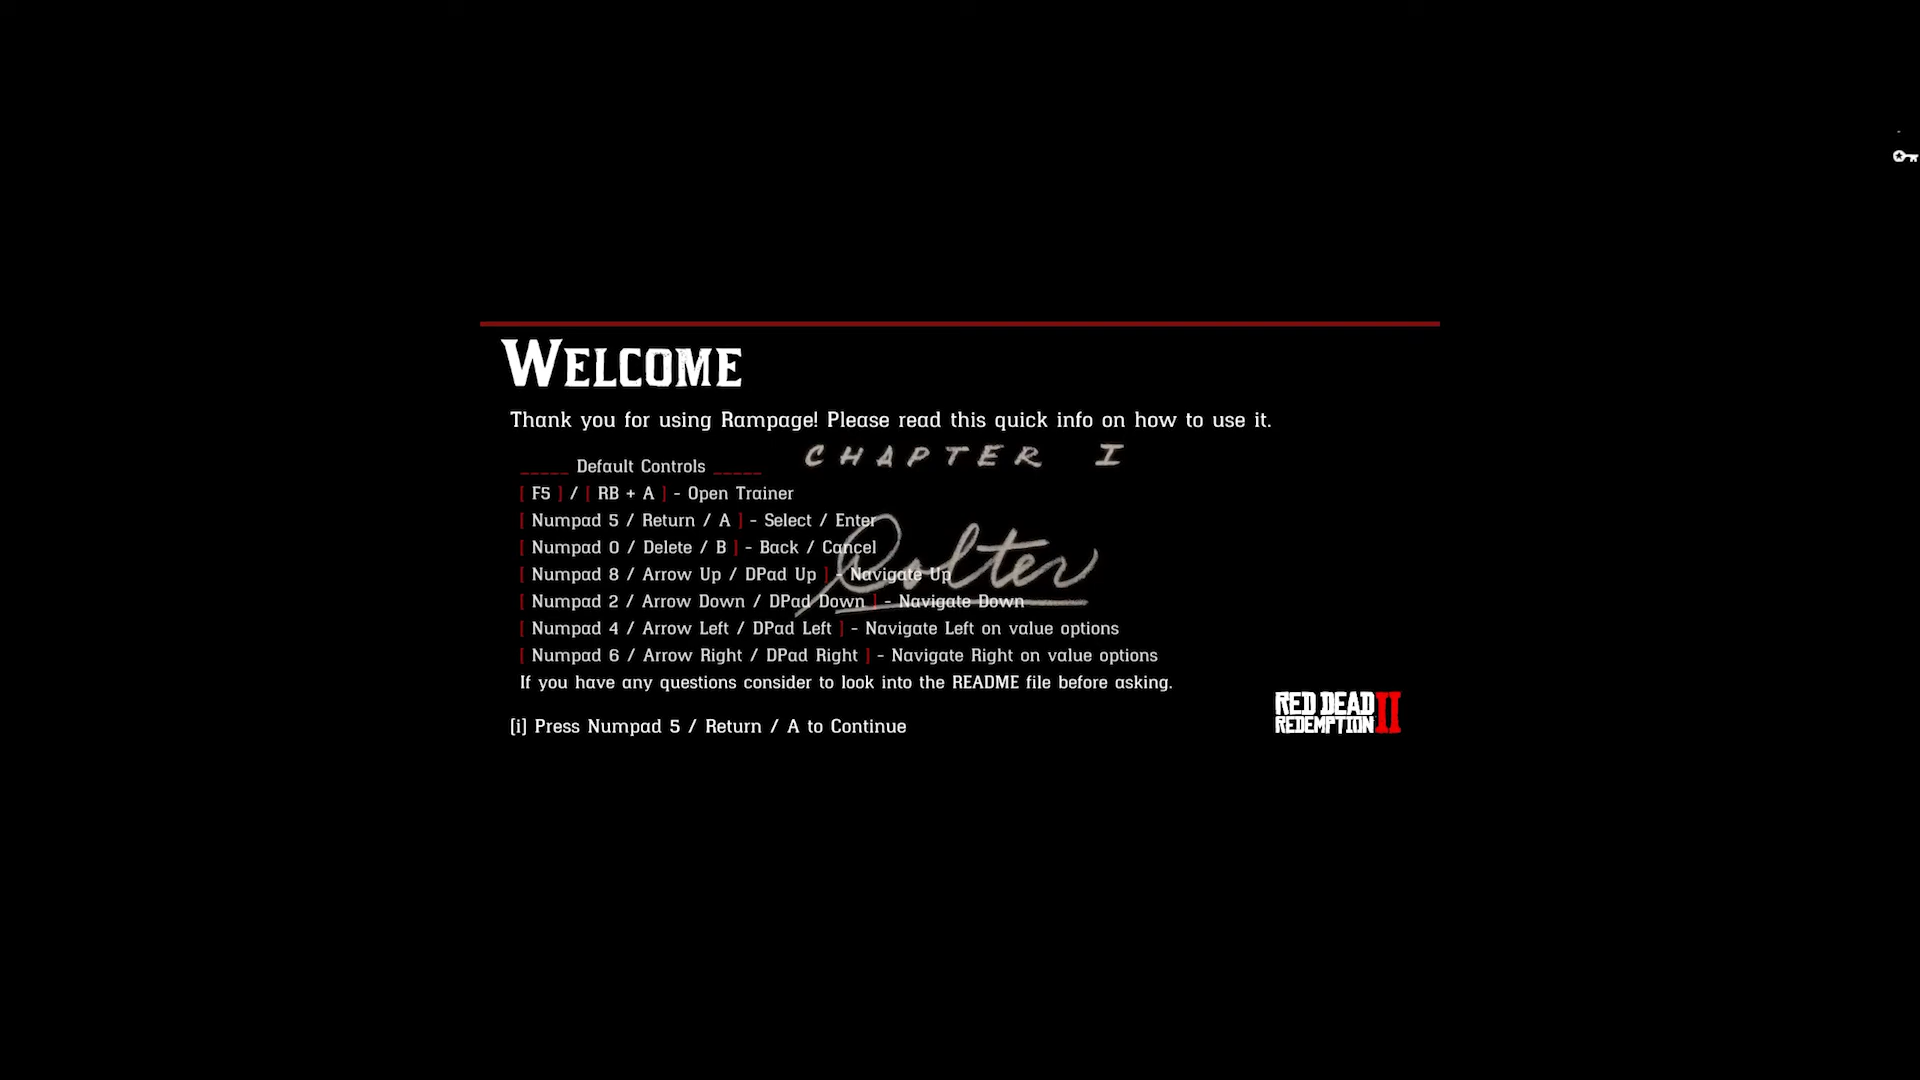 WELCOME
Thank you for using Rampage! Please read this quick info on how to use it.
CHAPTER I
_____ Default Controls _____
[ F5 ] / [ RB + A ] - Open Trainer
[ Numpad 5 / Return / A ] - Select / Enter
[ Numpad 0 / Delete / B ] - Back / Cancel
Colter
[ Numpad 8 / Arrow Up / DPad Up ] - Navigate Up
[ Numpad 2 / Arrow Down / DPad Down ] - Navigate Down
[ Numpad 4 / Arrow Left / DPad Left ] - Navigate Left on value options
[ Numpad 6 / Arrow Right / DPad Right ] - Navigate Right on value options
If you have any questions consider to look into the README file before asking.
RED DEAD
REDEMPTION II
[i] Press Numpad 5 / Return / A to Continue